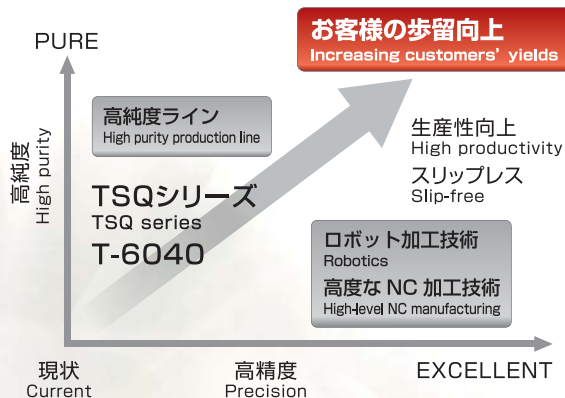 お客様の歩留向上
Increasing customers' yields
PURE
高純度ライン
High purity production line
生産性向上
High productivity
スリップレス
Slip-free
高純度
High purity
TSQシリーズ
TSQ series
T-6040
ロボット加工技術
Robotics
高度な NC 加工技術
High-level NC manufacturing
現状
Current
高精度
Precision
EXCELLENT